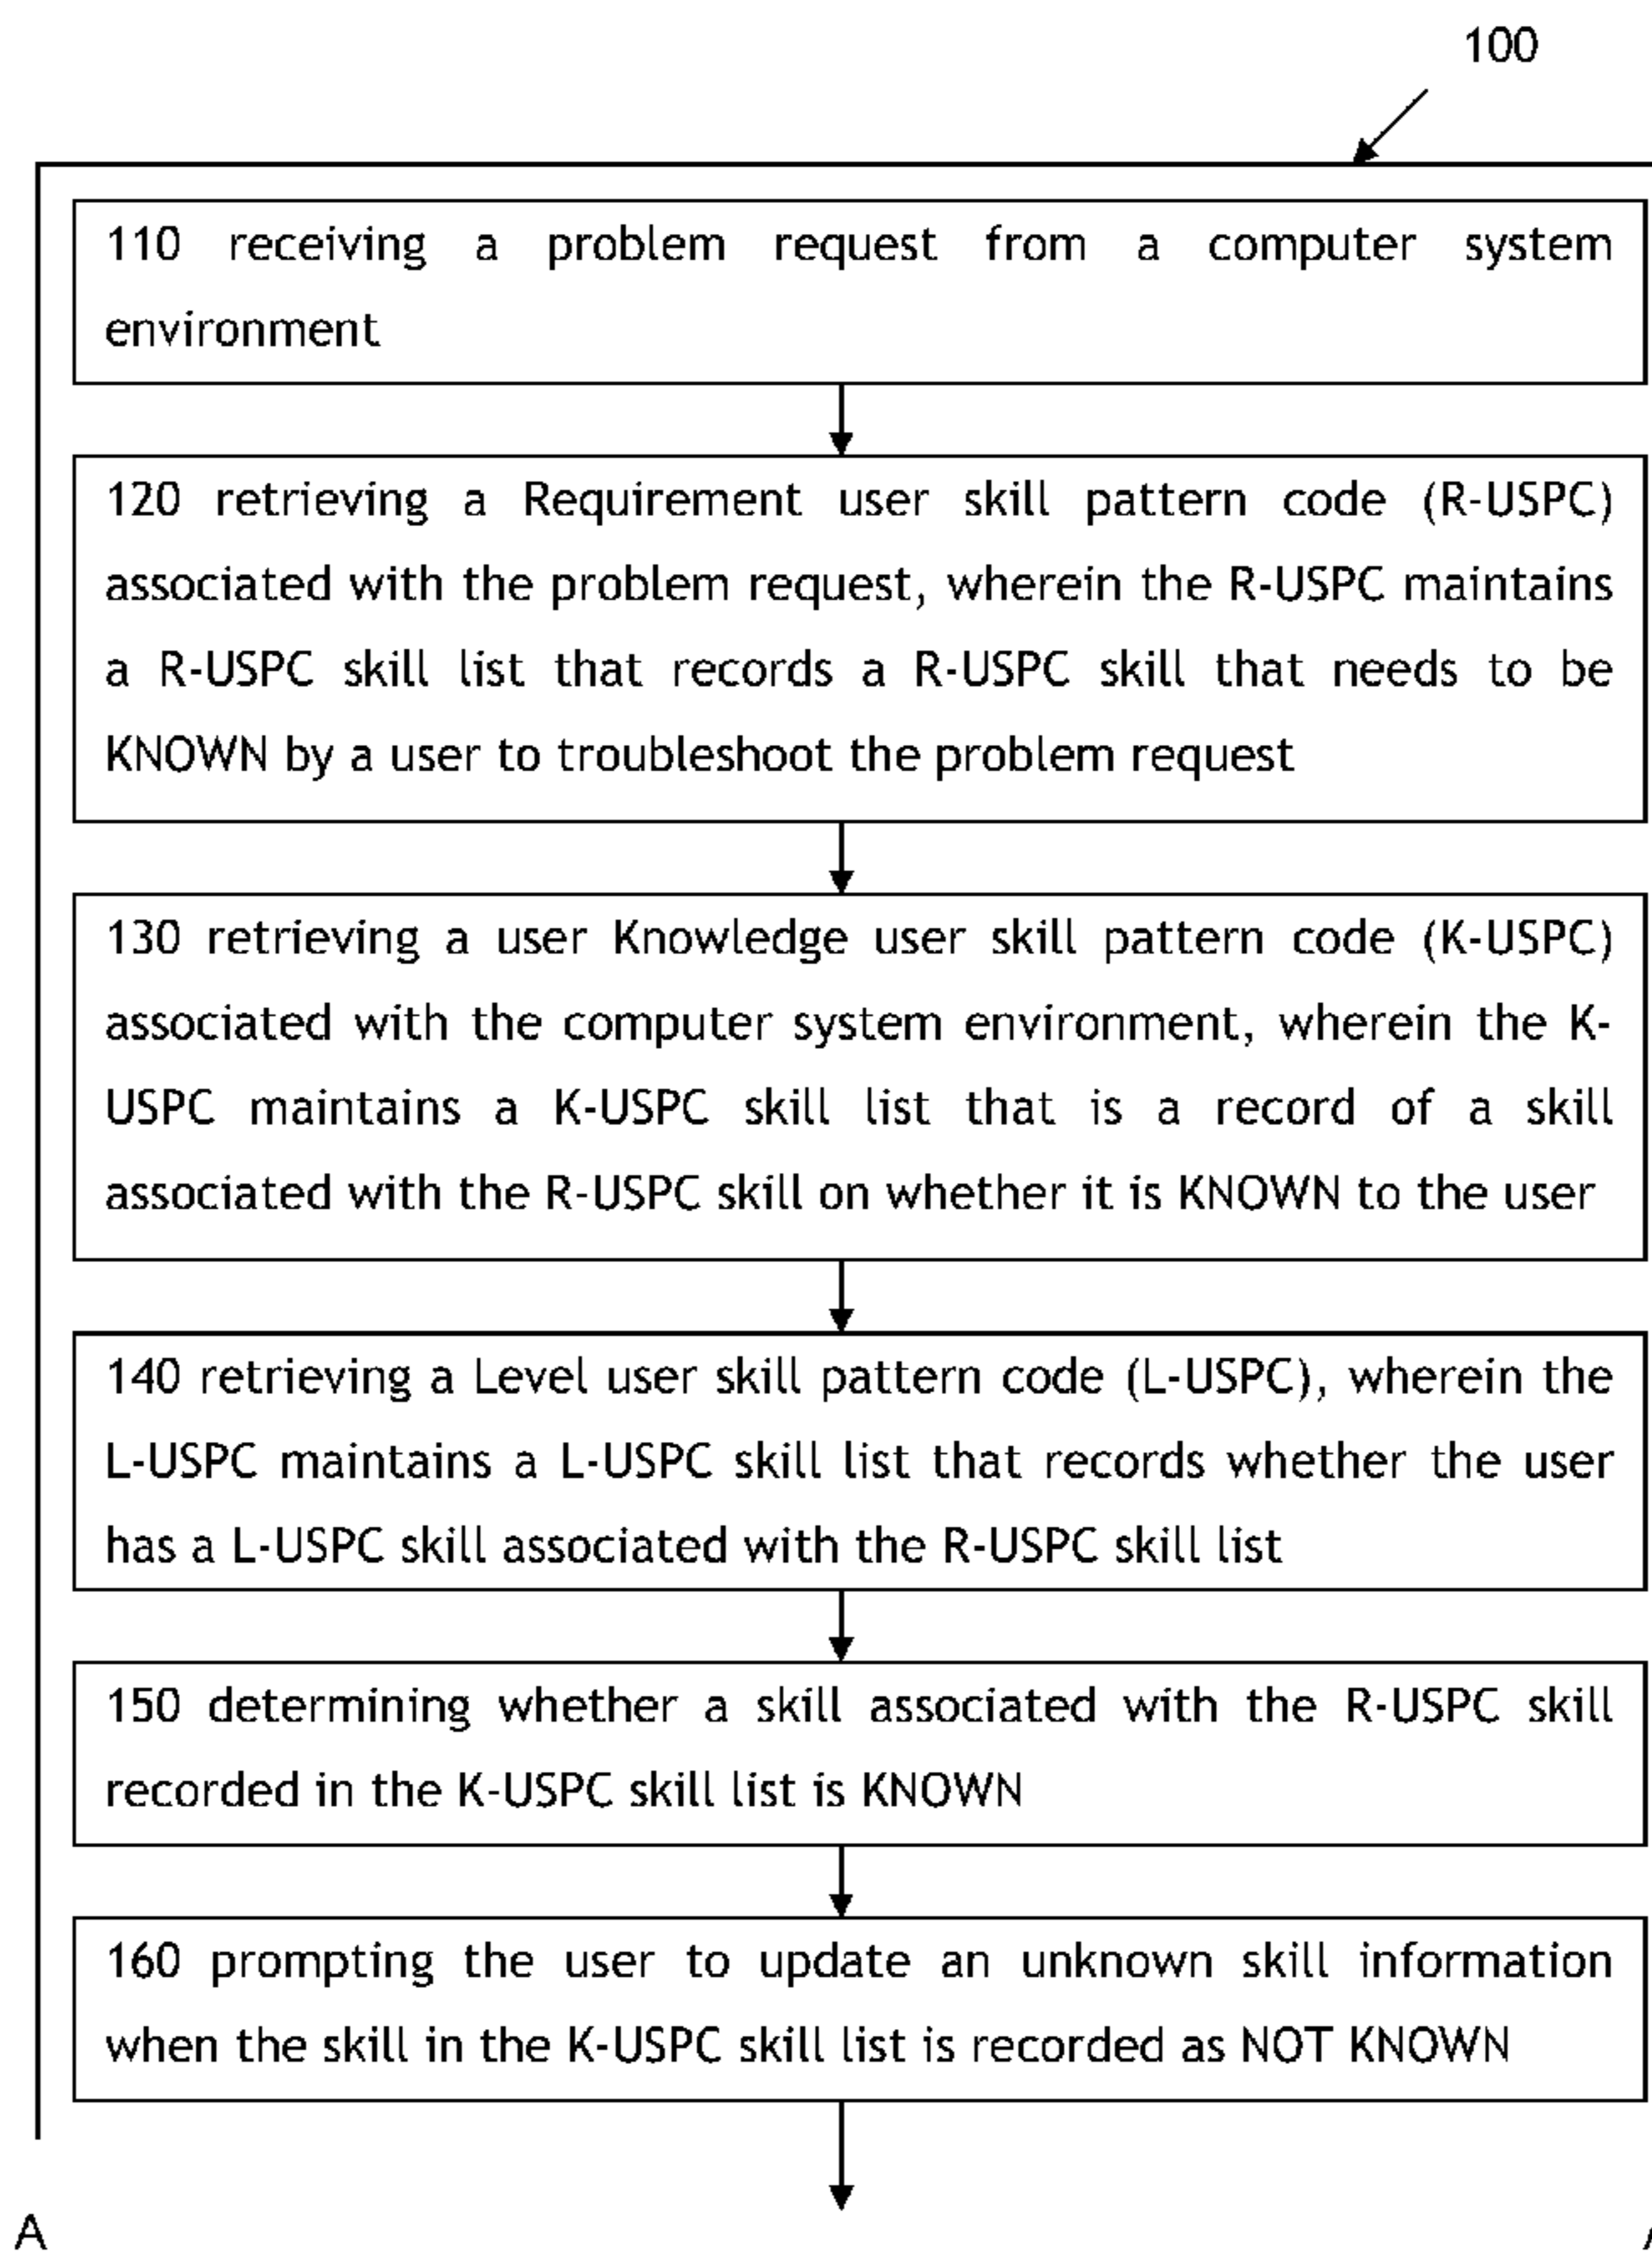 100
110 receiving a problem request from a computer system
environment
120 retrieving a Requirement user skill pattern code (R-USPC)
associated with the problem request, wherein the R-USPC maintains
a R-USPC skill list that records a R-USPC skill that needs to be
KNOWN by a user to troubleshoot the problem request
130 retrieving a user Knowledge user skill pattern code (K-USPC)
associated with the computer system environment, wherein the K-
USPC maintains a K-USPC skill list that is a record of a skill
associated with the R-USPC skill on whether it is KNOWN to the user
140 retrieving a Level user skill pattern code (L-USPC), wherein the
L-USPC maintains a L-USPC skill list that records whether the user
has a L-USPC skill associated with the R-USPC skill list
150 determining whether a skill associated with the R-USPC skill
recorded in the K-USPC skill list is KNOWN
160 prompting the user to update an unknown skill information
when the skill in the K-USPC skill list is recorded as NOT KNOWN
A